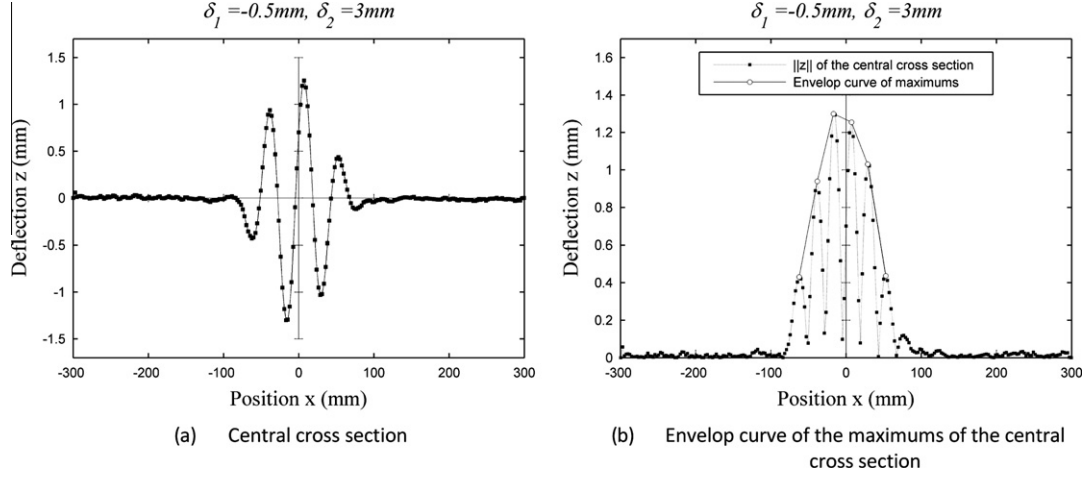 δ1 =-0.5mm, δ2 =3mm
1.5
1
0.5
0
-0.5
-1
-1.5
Deflection z (mm)
-300 -200 -100 0 100 200 300
Position x (mm)
(a) Central cross section
δ1 =-0.5mm, δ2 =3mm
||z|| of the central cross section
Envelop curve of maximums
1.6
1.4
1.2
1
0.8
0.6
0.4
0.2
0
Deflection z (mm)
-300 -200 -100 0 100 200 300
Position x (mm)
(b) Envelop curve of the maximums of the central
cross section